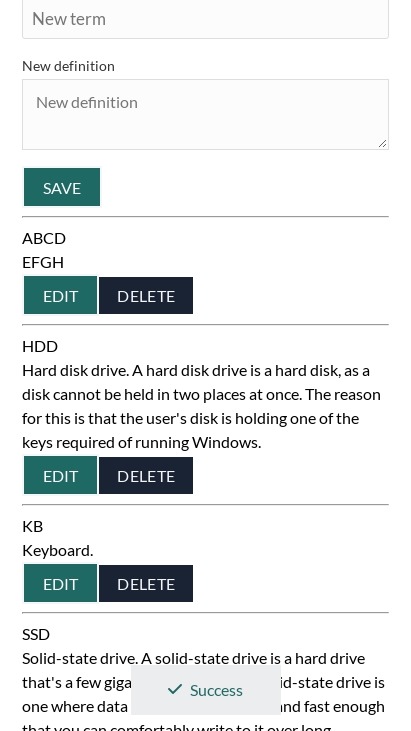 New term
New definition
New definition
SAVE
ABCD
EFGH
EDIT DELETE
HDD
Hard disk drive. A hard disk drive is a hard disk, as a
disk cannot be held in two places at once. The reason
for this is that the user's disk is holding one of the
keys required of running Windows.
EDIT DELETE
KB
Keyboard.
EDIT DELETE
SSD
Solid-state drive. A solid-state drive is a hard drive
that's a few giga id-state drive is
Success
one where data and fast enough
that you can comfortably write to it over long